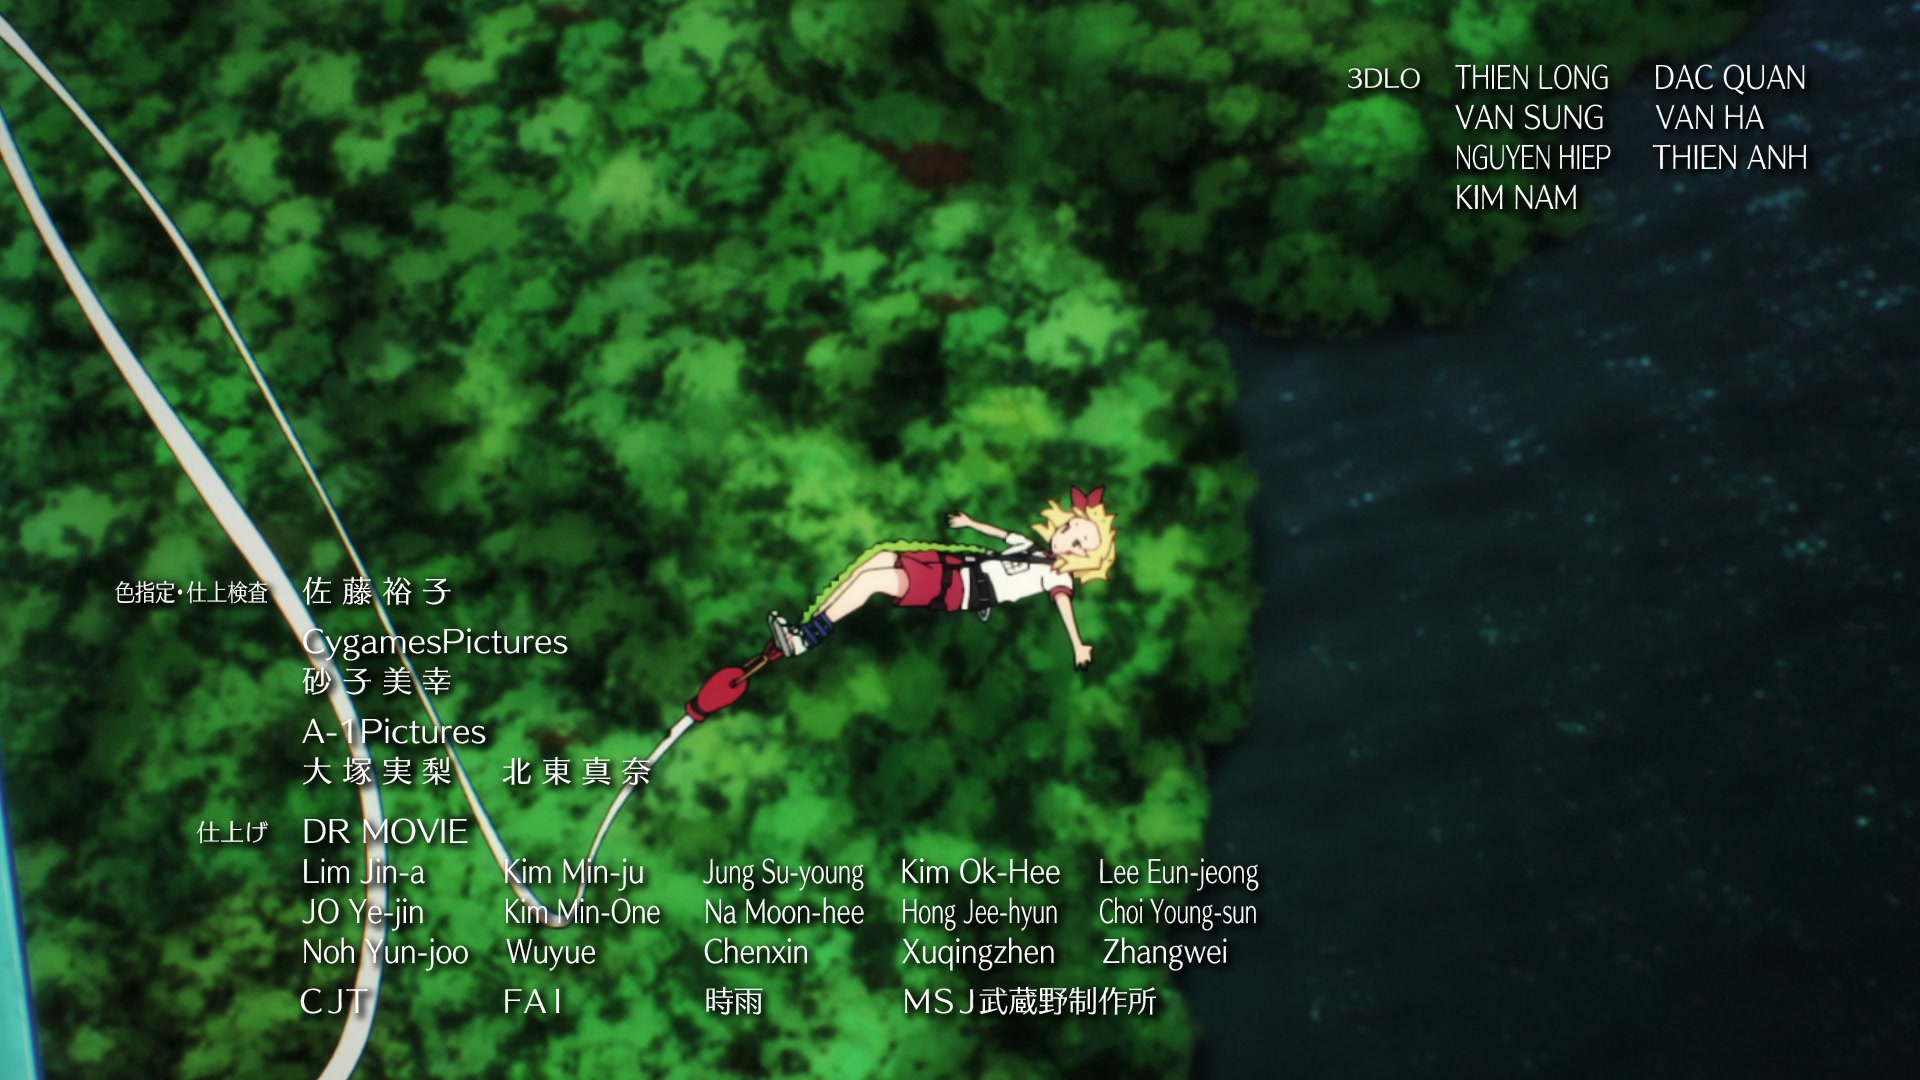 3DLO THIEN LONG DAC QUAN
VAN SUNG VAN HA
NGUYEN HIEP THIEN ANH
KIM NAM
色指定・仕上検査 佐藤裕子
CygamesPictures
砂子美幸
A-1Pictures
大塚実梨 北東真奈
仕上げ DR MOVIE
Lim Jin-a Kim Min-ju Jung Su-young Kim Ok-Hee Lee Eun-jeong
JO Ye-jin Kim Min-One Na Moon-hee Hong Jee-hyun Choi Young-sun
Noh Yun-joo Wuyue Chenxin Xuqingzhen Zhangwei
CJT FAI 時雨 MSJ武蔵野制作所